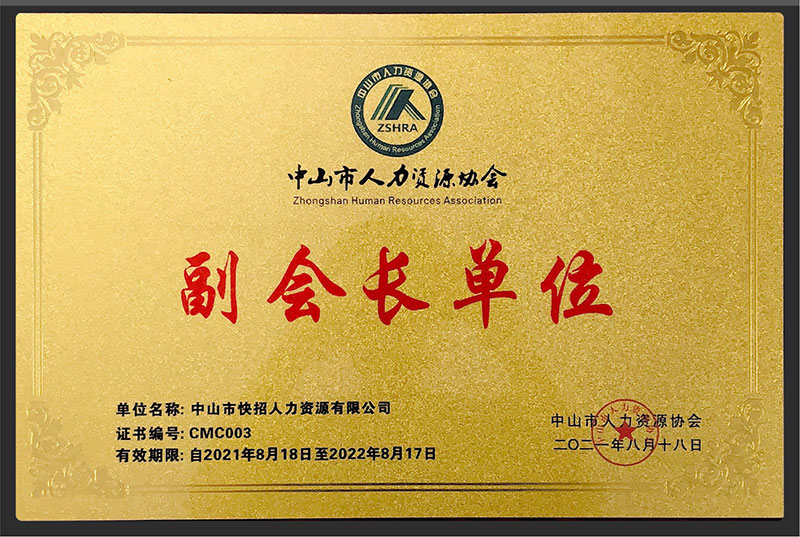 中山市人力资源协会
Zhongshan Human Resources Association
ZSHRA
中山市人力资源协会
Zhongshan Human Resources Association
副会长单位
单位名称: 中山市快招人力资源有限公司
证书编号: CMC003
有效期限: 自2021年8月18日至2022年8月17日
中山市人力资源协会
二〇二一年八月十八日